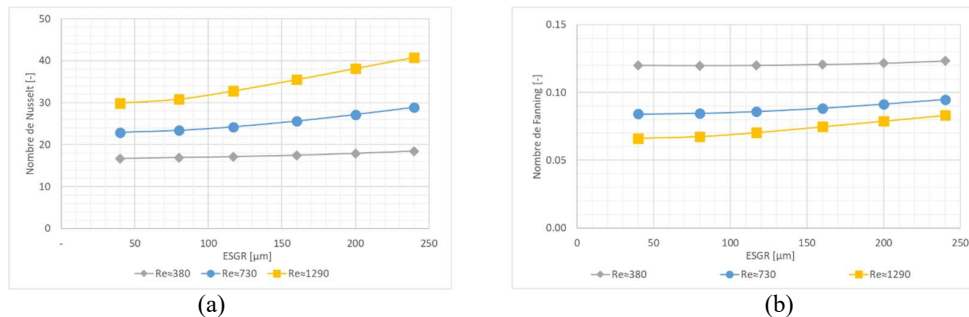 50
40
30
20
10
0
Nombre de Nusselt [-]
- 50 100 150 200 250
ESGR [µm]
Re≈380 Re≈730 Re≈1290
(a)
0.15
0.10
0.05
0.00
Nombre de Fanning [-]
0 50 100 150 200 250
ESGR [µm]
Re≈380 Re≈730 Re≈1290
(b)